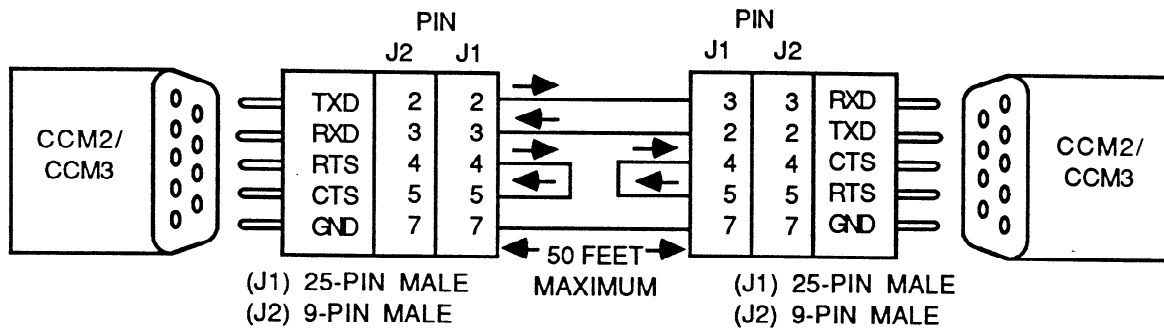 PIN
J2 J1
CCM2/
CCM3
TXD 2 2
RXD 3 3
RTS 4 4
CTS 5 5
GND 7 7
(J1) 25-PIN MALE
(J2) 9-PIN MALE
50 FEET
MAXIMUM
PIN
J1 J2
3 3 RXD
2 2 TXD
4 4 CTS
5 5 RTS
7 7 GND
CCM2/
CCM3
(J1) 25-PIN MALE
(J2) 9-PIN MALE